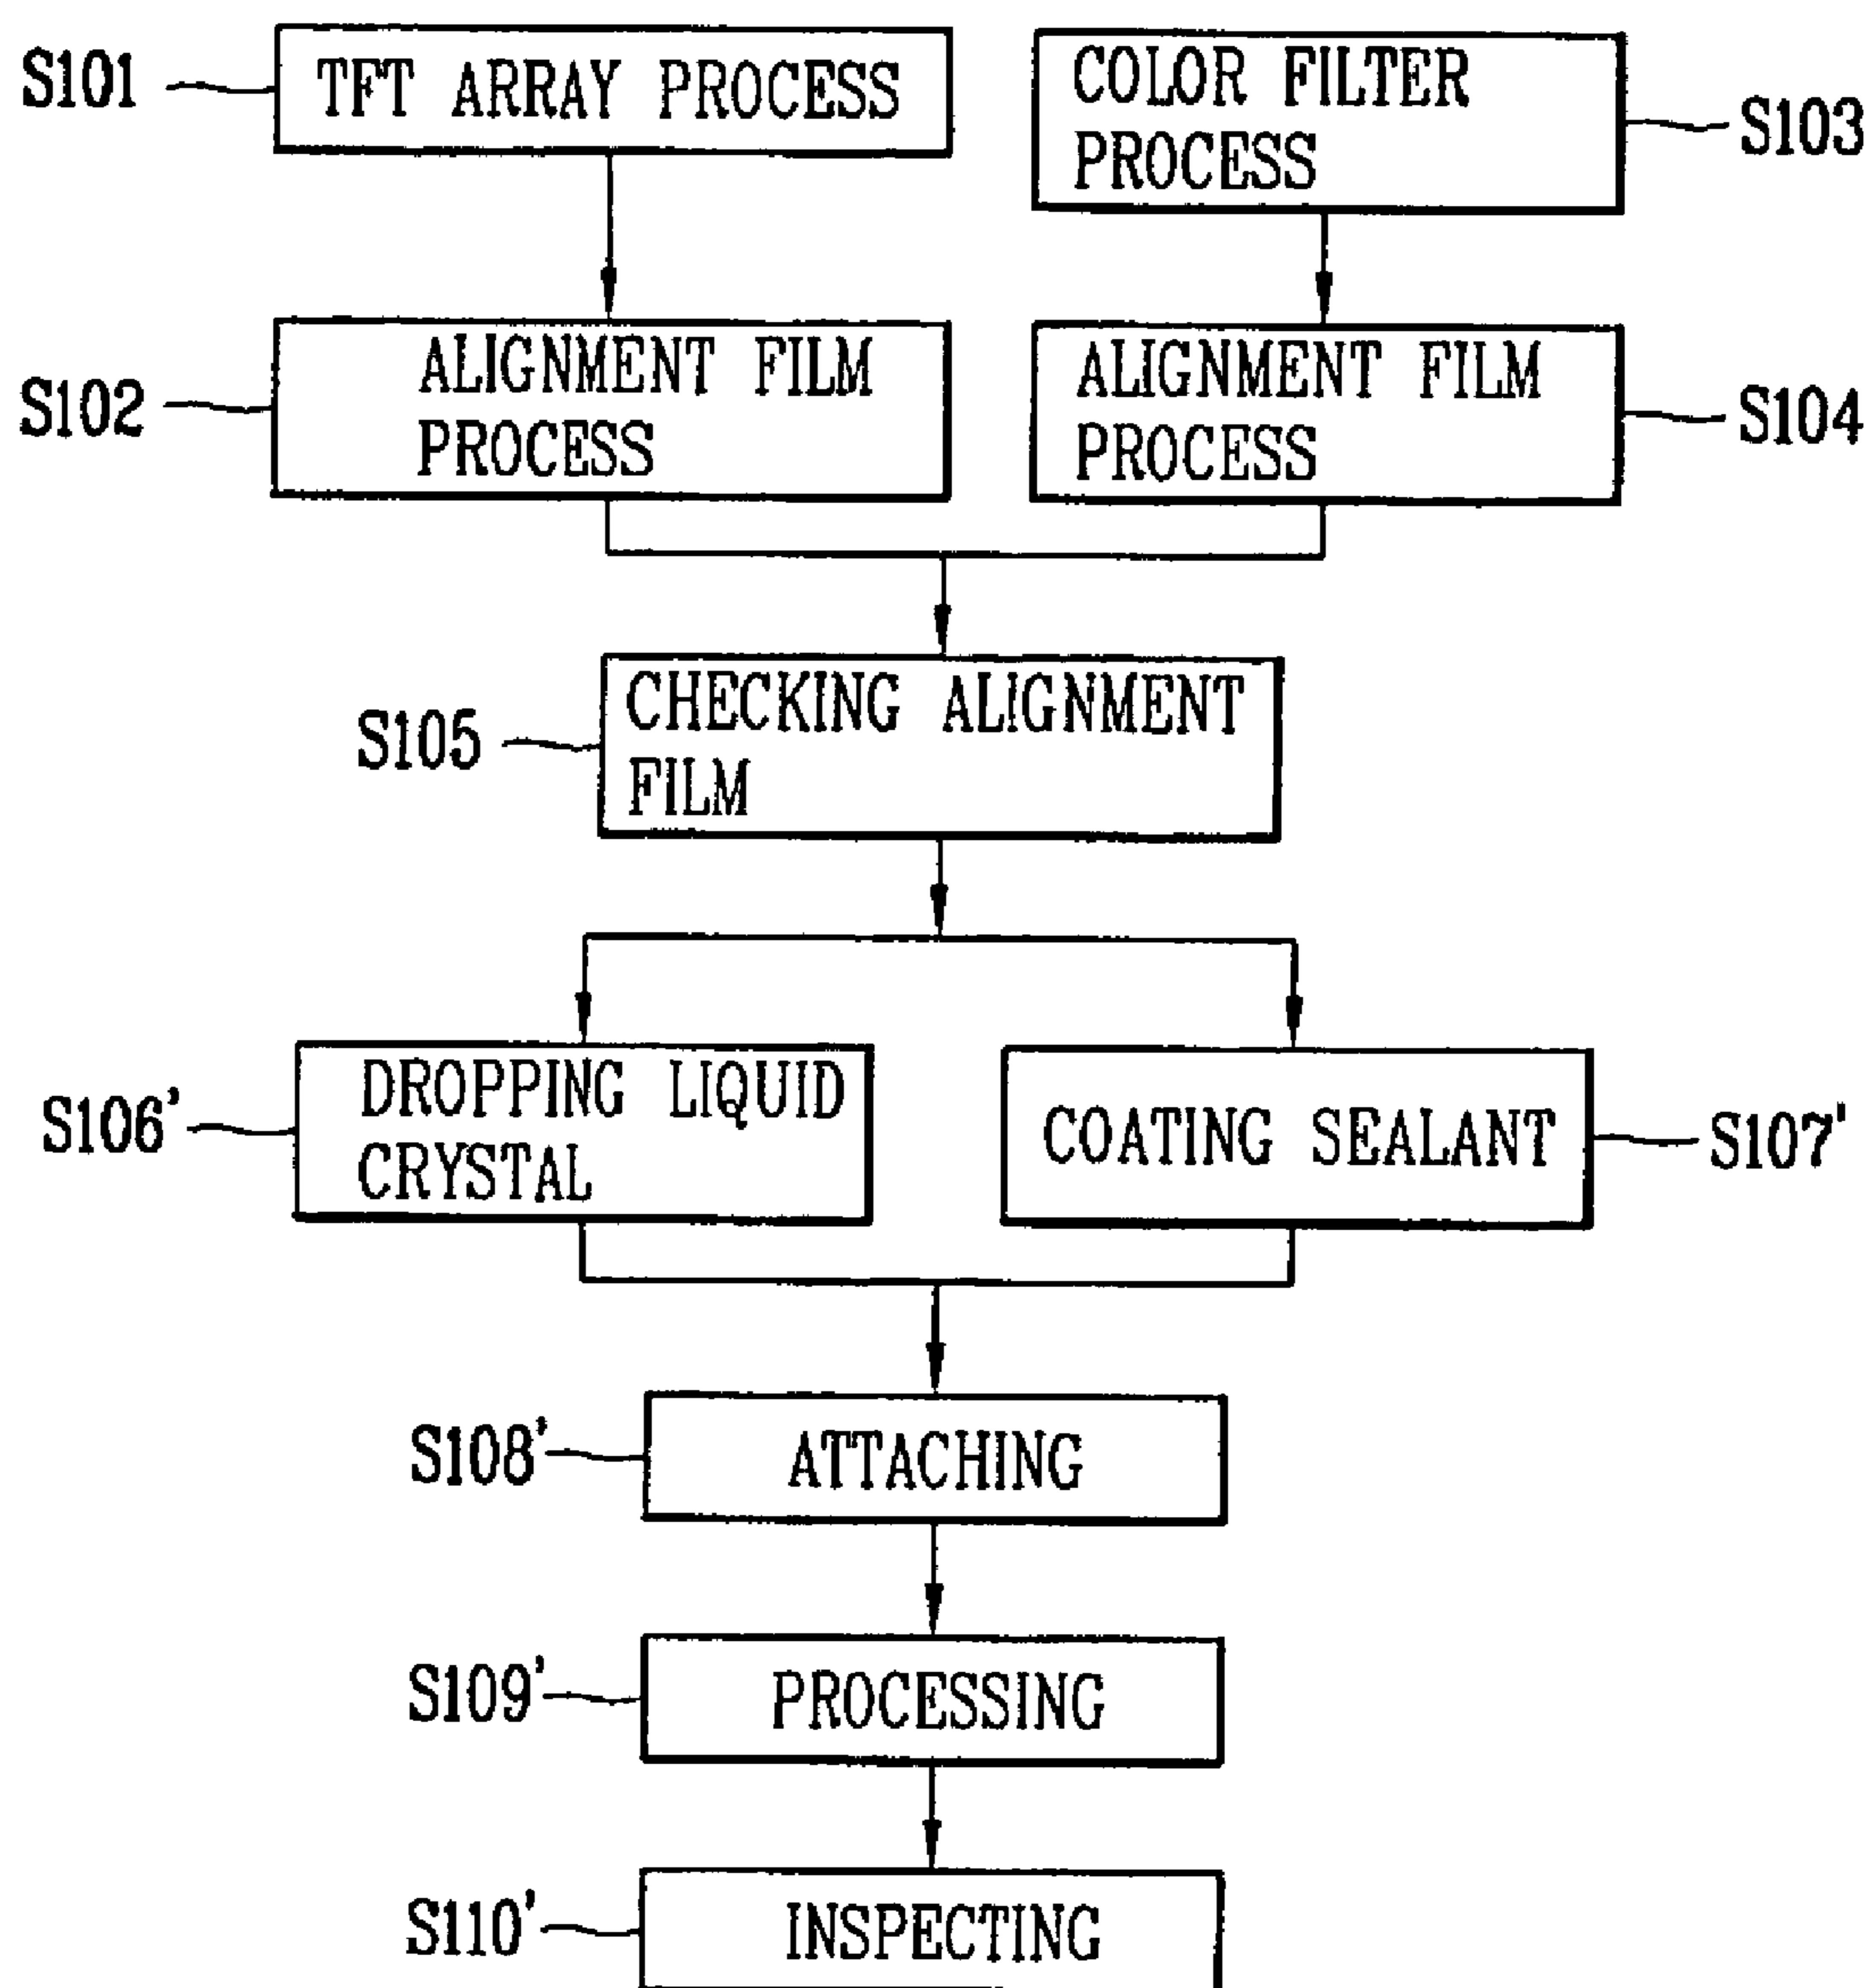 S101
TFT ARRAY PROCESS
COLOR FILTER
PROCESS
S103
S102
ALIGNMENT FILM
PROCESS
ALIGNMENT FILM
PROCESS
S104
S105
CHECKING ALIGNMENT
FILM
S106'
DROPPING LIQUID
CRYSTAL
COATING SEALANT
S107'
S108'
ATTACHING
S109'
PROCESSING
S110'
INSPECTING